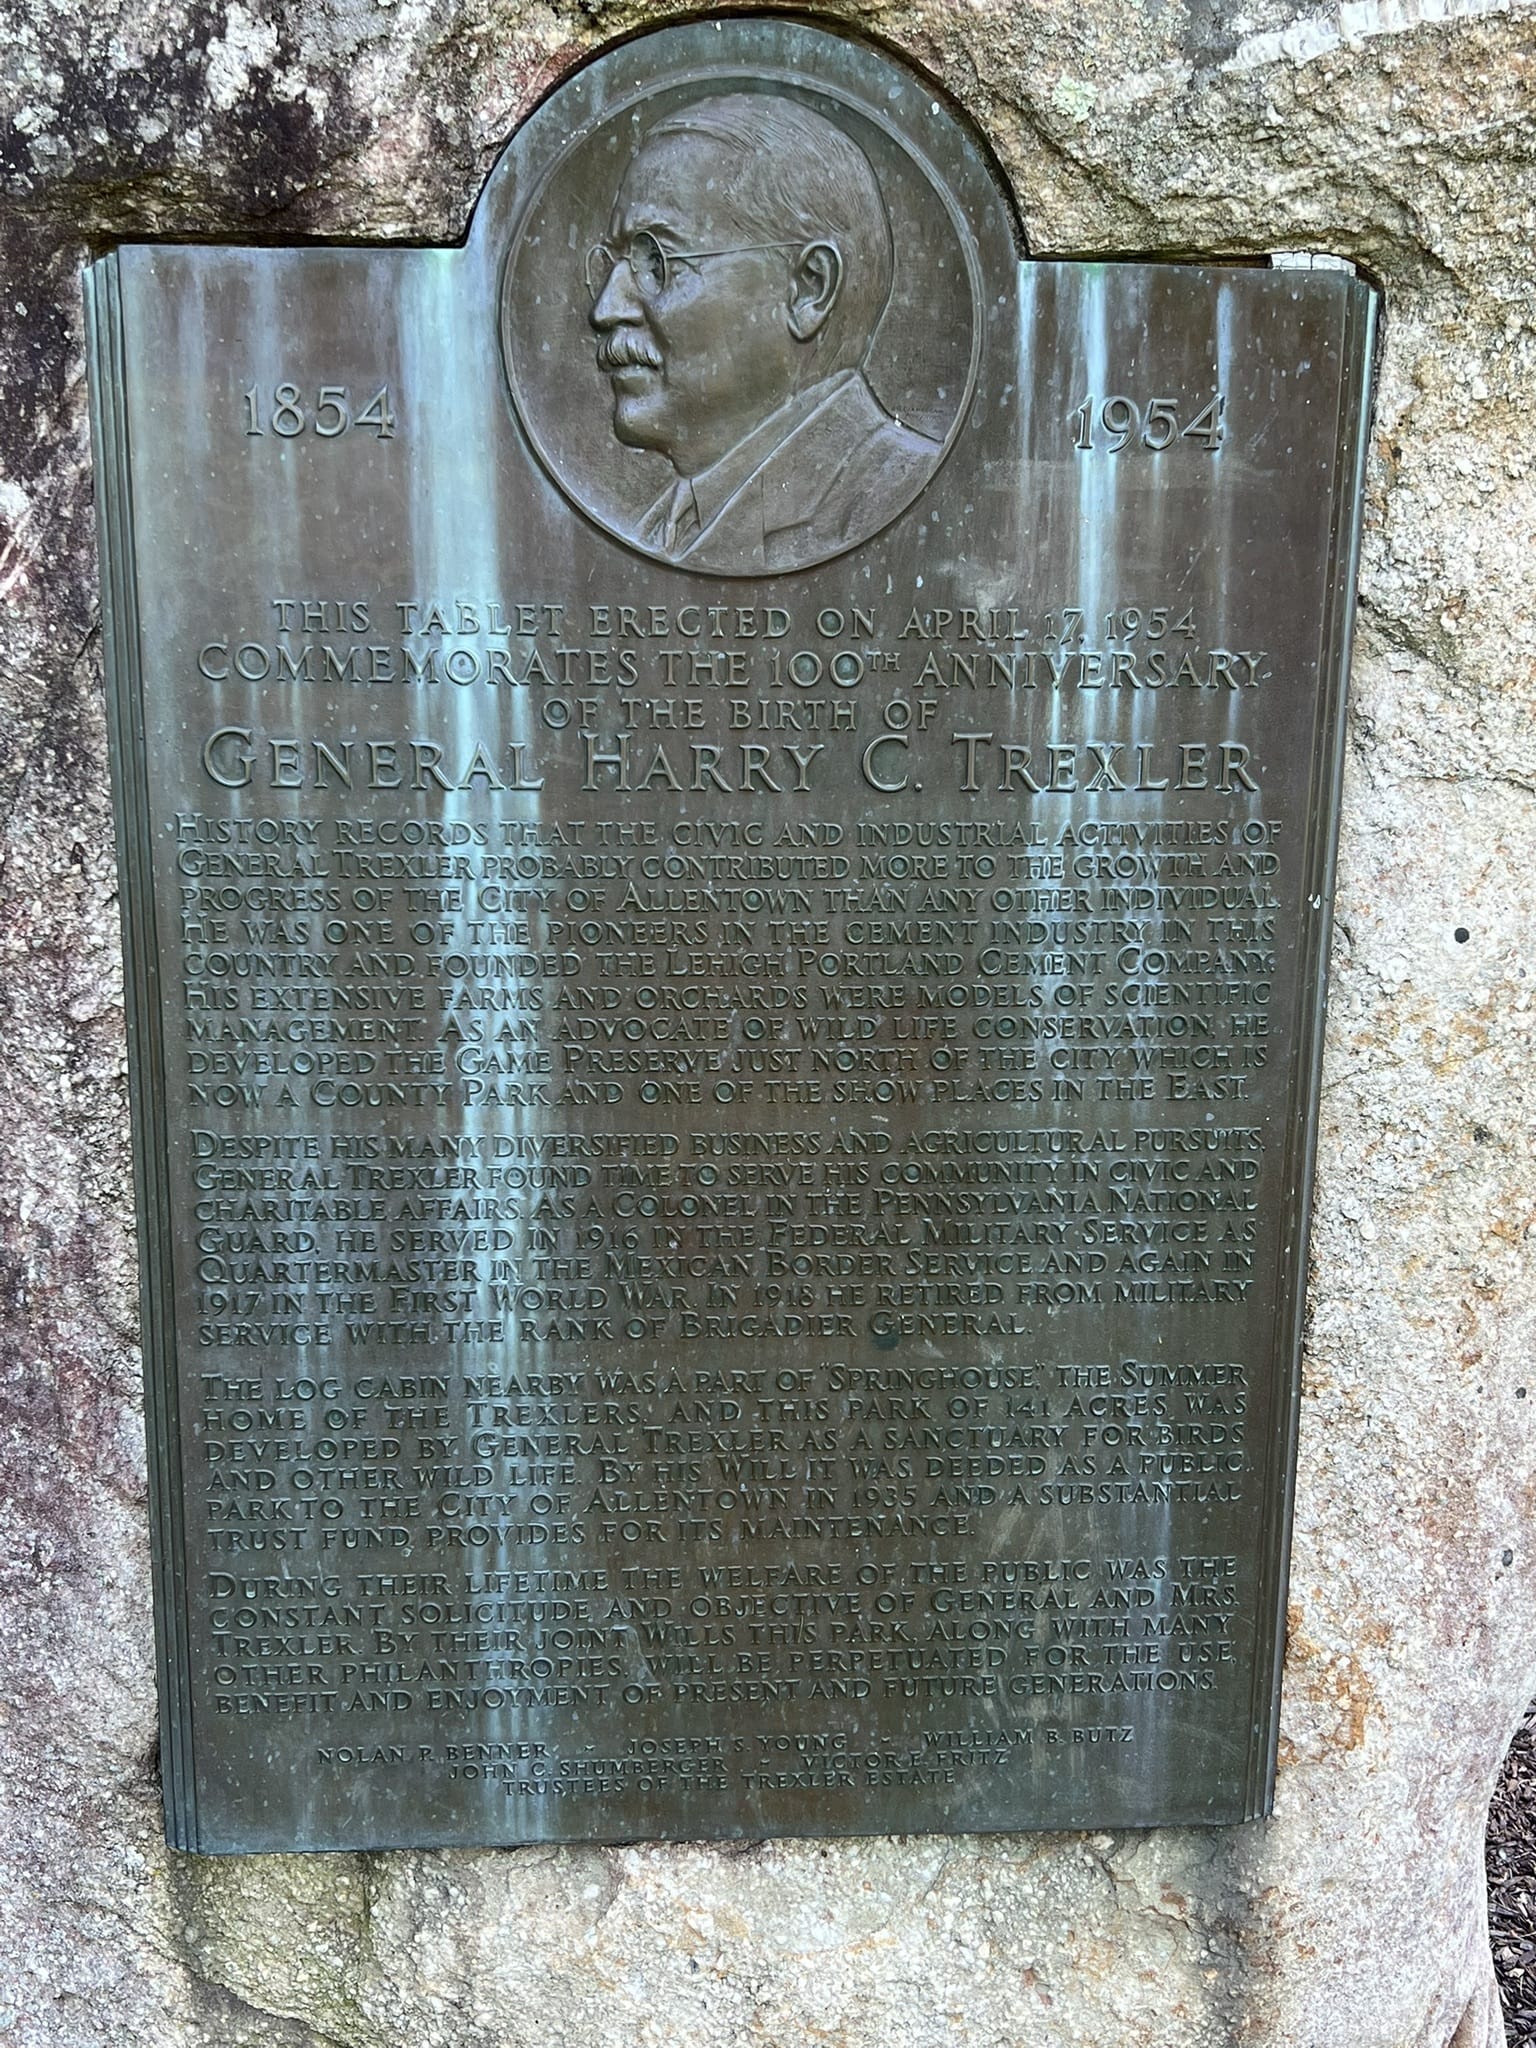 1854
1954
THIS TABLET ERECTED ON APRIL 17, 1954
COMMEMORATES THE 100TH ANNIVERSARY
OF THE BIRTH OF
GENERAL HARRY C. TREXLER
HISTORY RECORDS THAT THE CIVIC AND INDUSTRIAL ACTIVITIES OF
GENERAL TREXLER PROBABLY CONTRIBUTED MORE TO THE GROWTH AND
PROGRESS OF THE CITY OF ALLENTOWN THAN ANY OTHER INDIVIDUAL.
HE WAS ONE OF THE PIONEERS IN THE CEMENT INDUSTRY IN THIS
COUNTRY AND FOUNDED THE LEHIGH PORTLAND CEMENT COMPANY.
HIS EXTENSIVE FARMS AND ORCHARDS WERE MODELS OF SCIENTIFIC
MANAGEMENT. AS AN ADVOCATE OF WILD LIFE CONSERVATION, HE
DEVELOPED THE GAME PRESERVE JUST NORTH OF THE CITY WHICH IS
NOW A COUNTY PARK AND ONE OF THE SHOW PLACES IN THE EAST.
DESPITE HIS MANY DIVERSIFIED BUSINESS AND AGRICULTURAL PURSUITS,
GENERAL TREXLER FOUND TIME TO SERVE HIS COMMUNITY IN CIVIC AND
CHARITABLE AFFAIRS. AS A COLONEL IN THE PENNSYLVANIA NATIONAL
GUARD, HE SERVED IN 1916 IN THE FEDERAL MILITARY SERVICE AS
QUARTERMASTER IN THE MEXICAN BORDER SERVICE AND AGAIN IN
1917 IN THE FIRST WORLD WAR. IN 1918 HE RETIRED FROM MILITARY
SERVICE WITH THE RANK OF BRIGADIER GENERAL.
THE LOG CABIN NEARBY WAS A PART OF "SPRINGHOUSE," THE SUMMER
HOME OF THE TREXLERS, AND THIS PARK OF 141 ACRES WAS
DEVELOPED BY GENERAL TREXLER AS A SANCTUARY FOR BIRDS
AND OTHER WILD LIFE. BY HIS WILL IT WAS DEEDED AS A PUBLIC
PARK TO THE CITY OF ALLENTOWN IN 1935 AND A SUBSTANTIAL
TRUST FUND PROVIDES FOR ITS MAINTENANCE.
DURING THEIR LIFETIME THE WELFARE OF THE PUBLIC WAS THE
CONSTANT SOLICITUDE AND OBJECTIVE OF GENERAL AND MRS.
TREXLER. BY THEIR JOINT WILLS THIS PARK, ALONG WITH MANY
OTHER PHILANTHROPIES, WILL BE PERPETUATED FOR THE USE,
BENEFIT AND ENJOYMENT OF PRESENT AND FUTURE GENERATIONS.
NOLAN P. BENNER - JOSEPH S. YOUNG - WILLIAM B. BUTZ
JOHN C. SHUMBERGER - VICTOR E. FRITZ
TRUSTEES OF THE TREXLER ESTATE